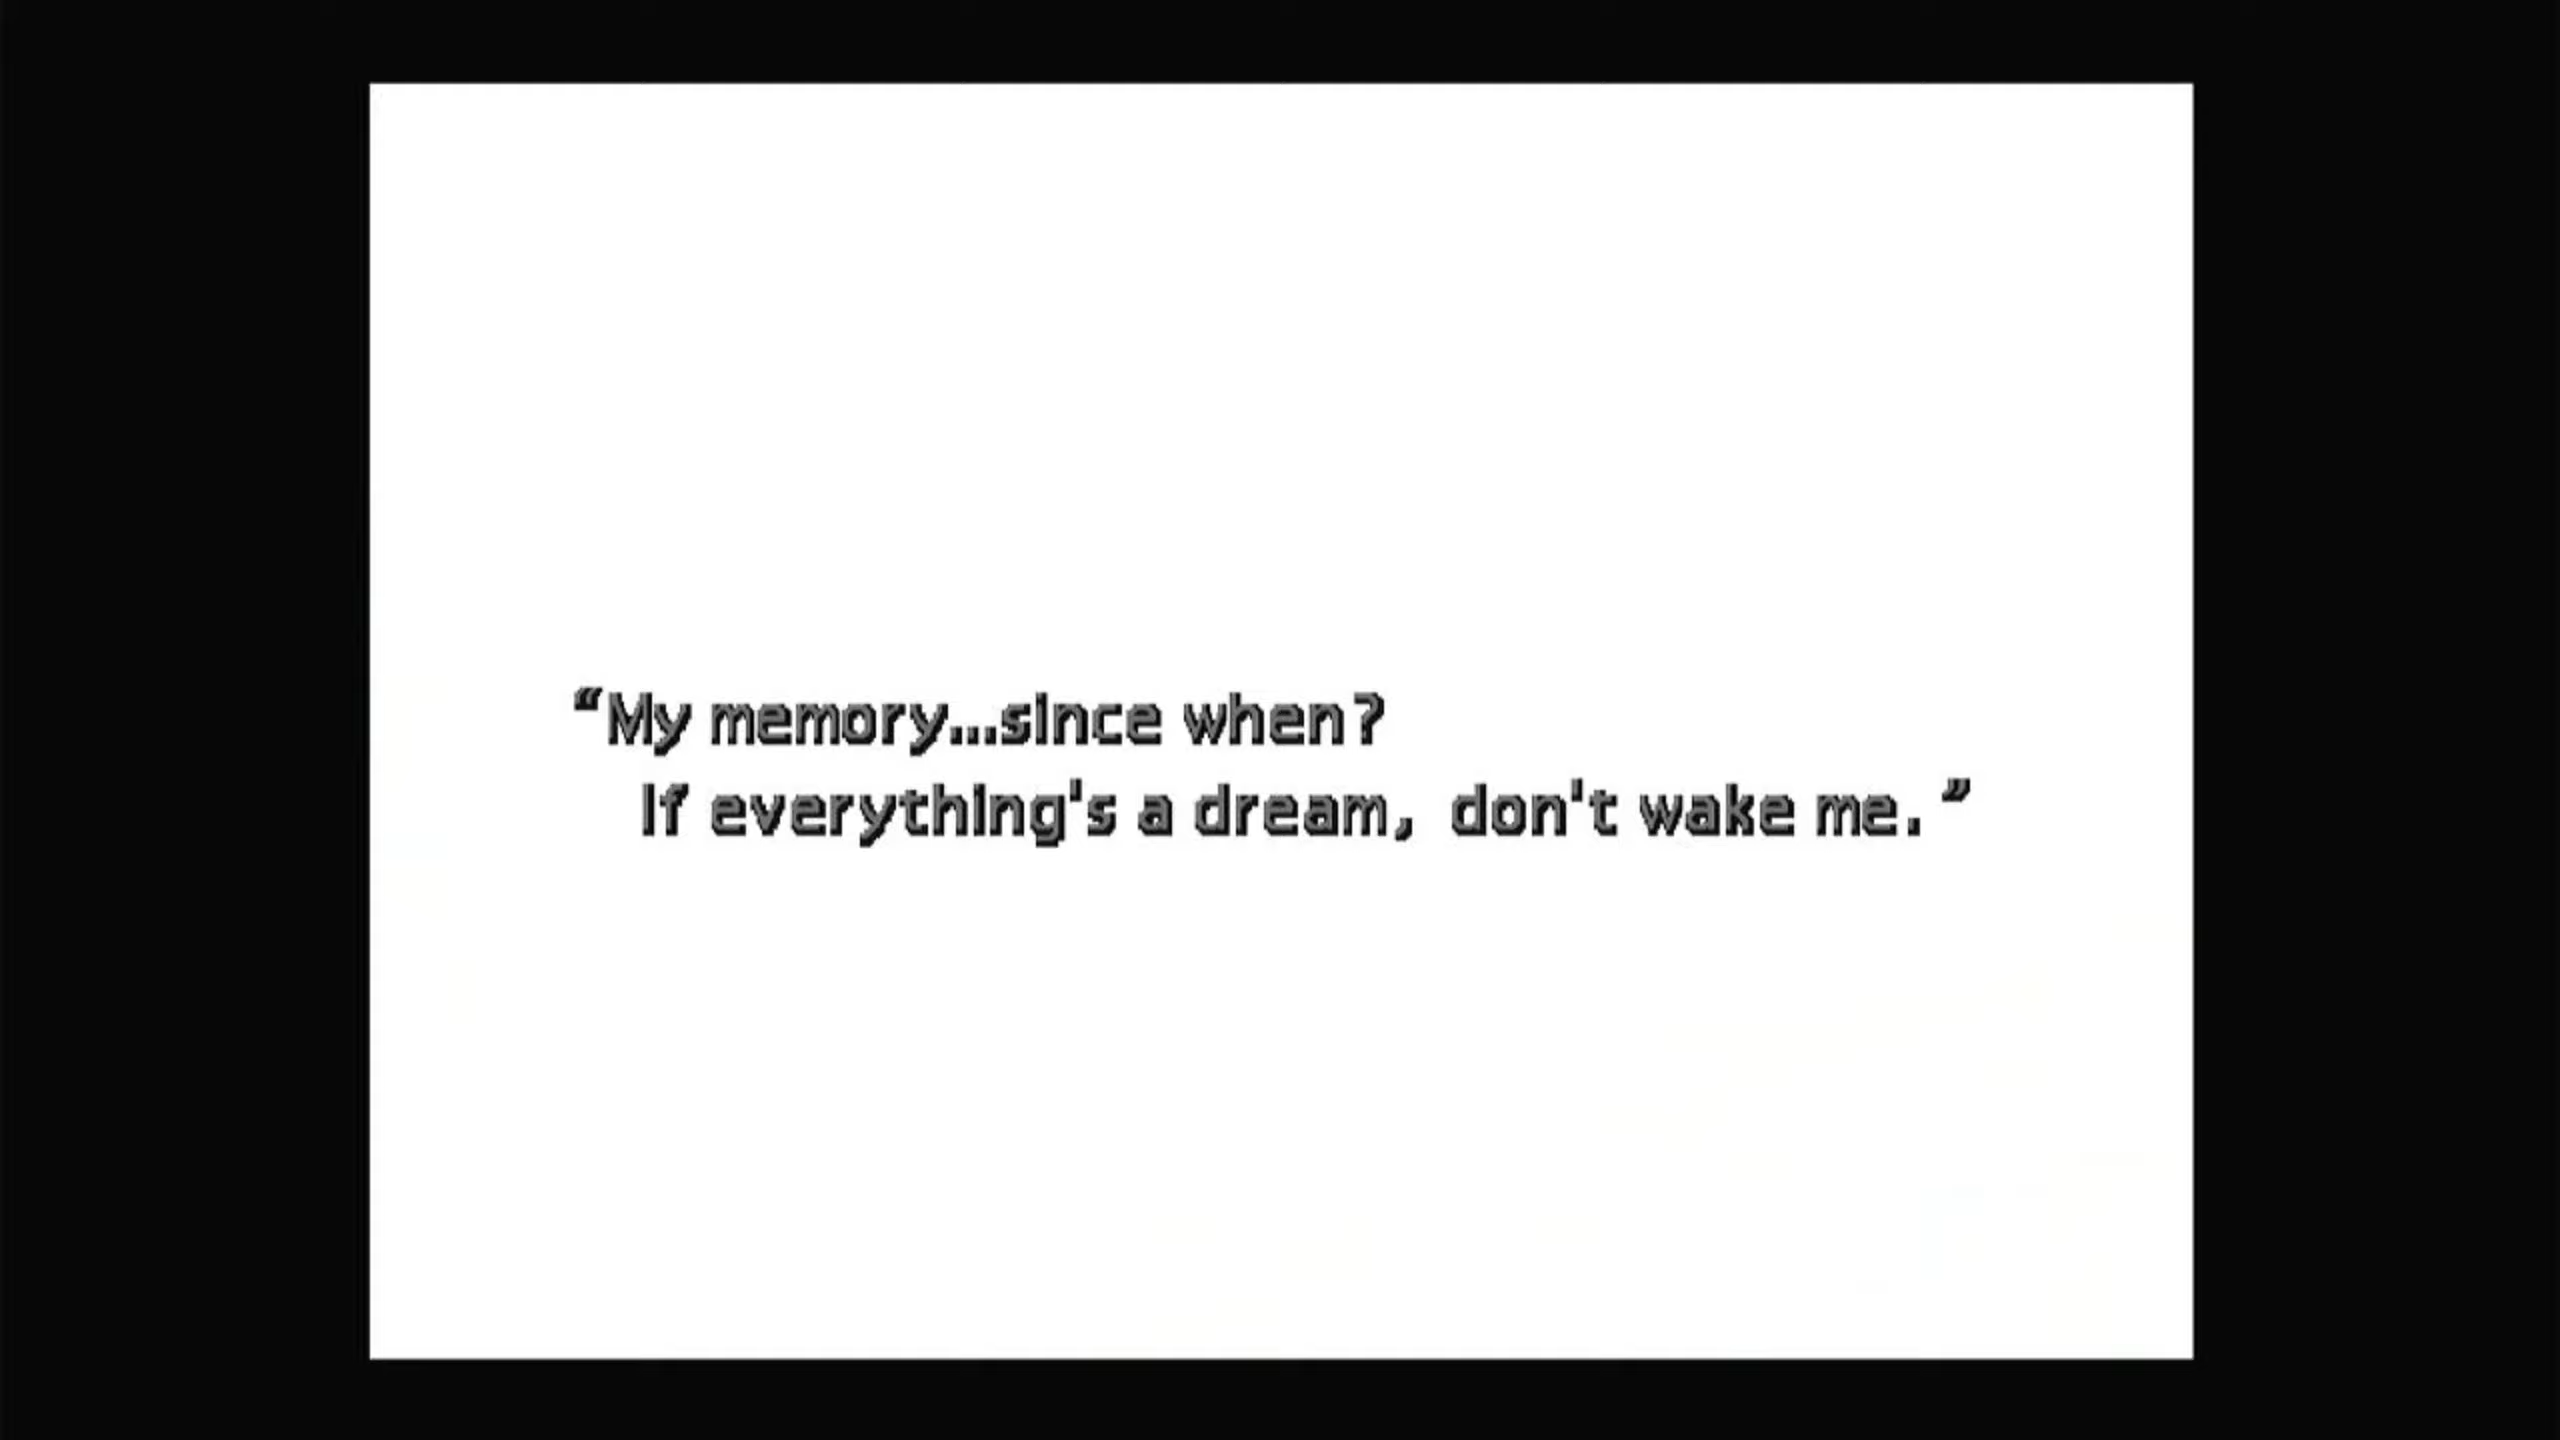 “My memory...since when?
If everything's a dream, don't wake me.”